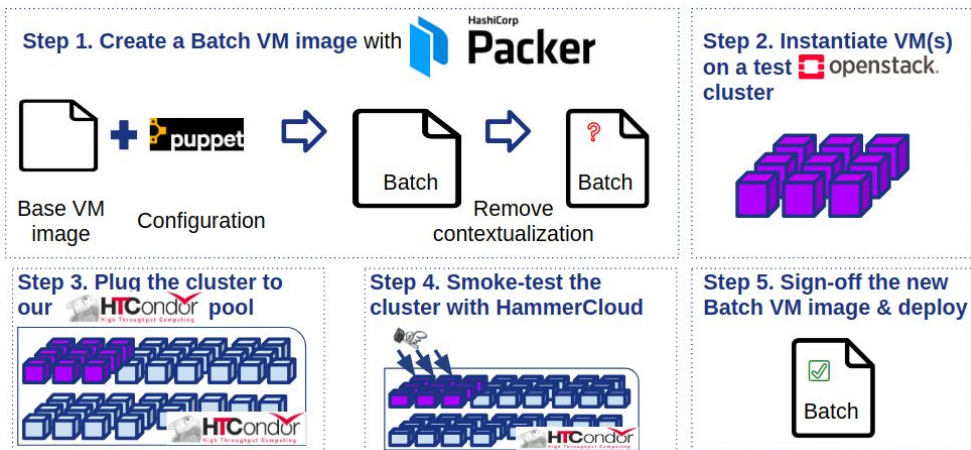 Step 1. Create a Batch VM image with HashiCorp Packer
Base VM image
puppet
Configuration
Batch
Remove contextualization
?
Batch
Step 2. Instantiate VM(s)
on a test openstack.
cluster
Step 3. Plug the cluster to
our HTCondor pool
High Throughput Computing
HTCondor
High Throughput Computing
Step 4. Smoke-test the
cluster with HammerCloud
HTCondor
High Throughput Computing
Step 5. Sign-off the new
Batch VM image & deploy
Batch